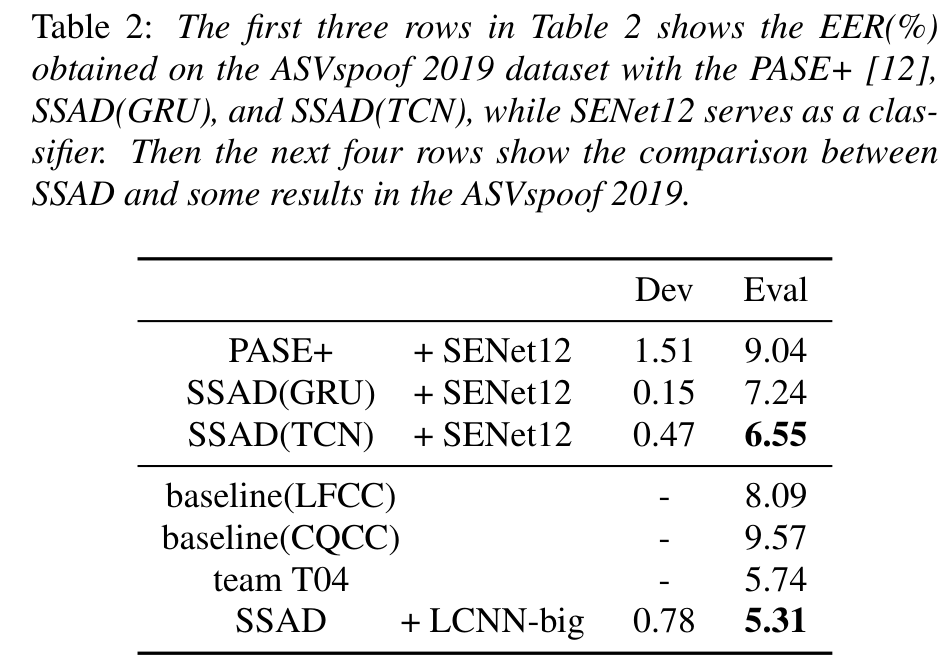 Table 2: The first three rows in Table 2 shows the EER(%)
obtained on the ASVspoof 2019 dataset with the PASE+ [12],
SSAD(GRU), and SSAD(TCN), while SENet12 serves as a clas-
sifier. Then the next four rows show the comparison between
SSAD and some results in the ASVspoof 2019.
Dev Eval
PASE+ + SENet12 1.51 9.04
SSAD(GRU) + SENet12 0.15 7.24
SSAD(TCN) + SENet12 0.47 6.55
baseline(LFCC) - 8.09
baseline(CQCC) - 9.57
team T04 - 5.74
SSAD + LCNN-big 0.78 5.31